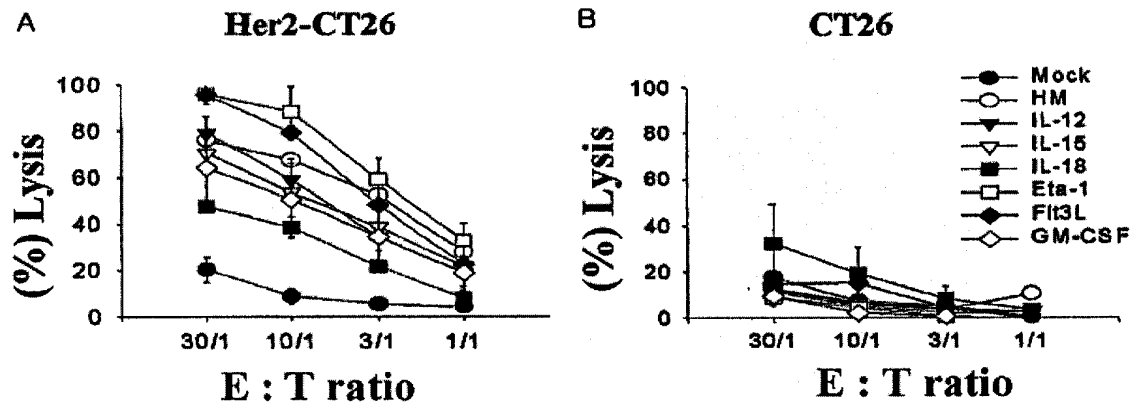 A
Her2-CT26
(%) Lysis
100
80
60
40
20
0
30/1
10/1
3/1
1/1
E : T ratio
B
CT26
(%) Lysis
100
80
60
40
20
0
30/1
10/1
3/1
1/1
E : T ratio
Mock
HM
IL-12
IL-15
IL-18
Eta-1
Flt3L
GM-CSF